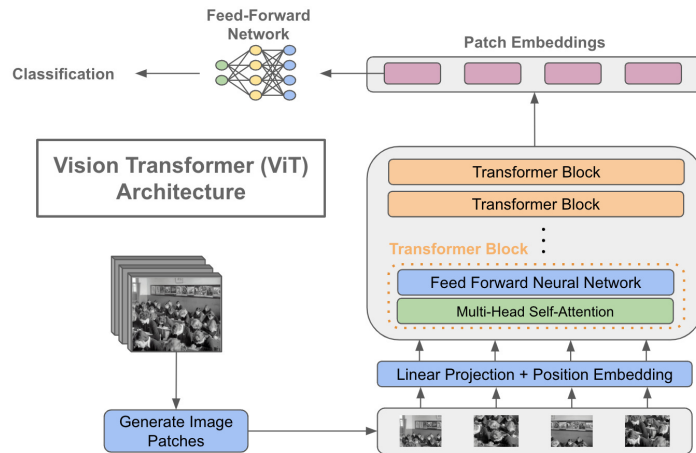 Feed-Forward
Network
Patch Embeddings
Classification
Vision Transformer (ViT)
Architecture
Transformer Block
Transformer Block
Transformer Block
Feed Forward Neural Network
Multi-Head Self-Attention
Linear Projection + Position Embedding
Generate Image
Patches